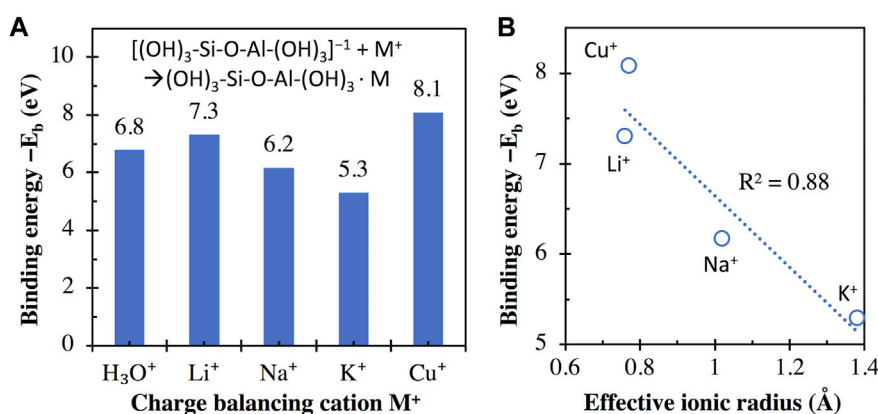 A
[(OH)₃-Si-O-Al-(OH)₃]⁻¹ + M⁺
→(OH)₃-Si-O-Al-(OH)₃ · M
Binding energy −E_b (eV)
10
8
6
4
2
0
6.8
7.3
6.2
5.3
8.1
H₃O⁺ Li⁺ Na⁺ K⁺ Cu⁺
Charge balancing cation M⁺
B
Binding energy −E_b (eV)
8
7
6
5
Cu⁺
Li⁺
R² = 0.88
Na⁺
K⁺
0.6 0.8 1 1.2 1.4
Effective ionic radius (Å)